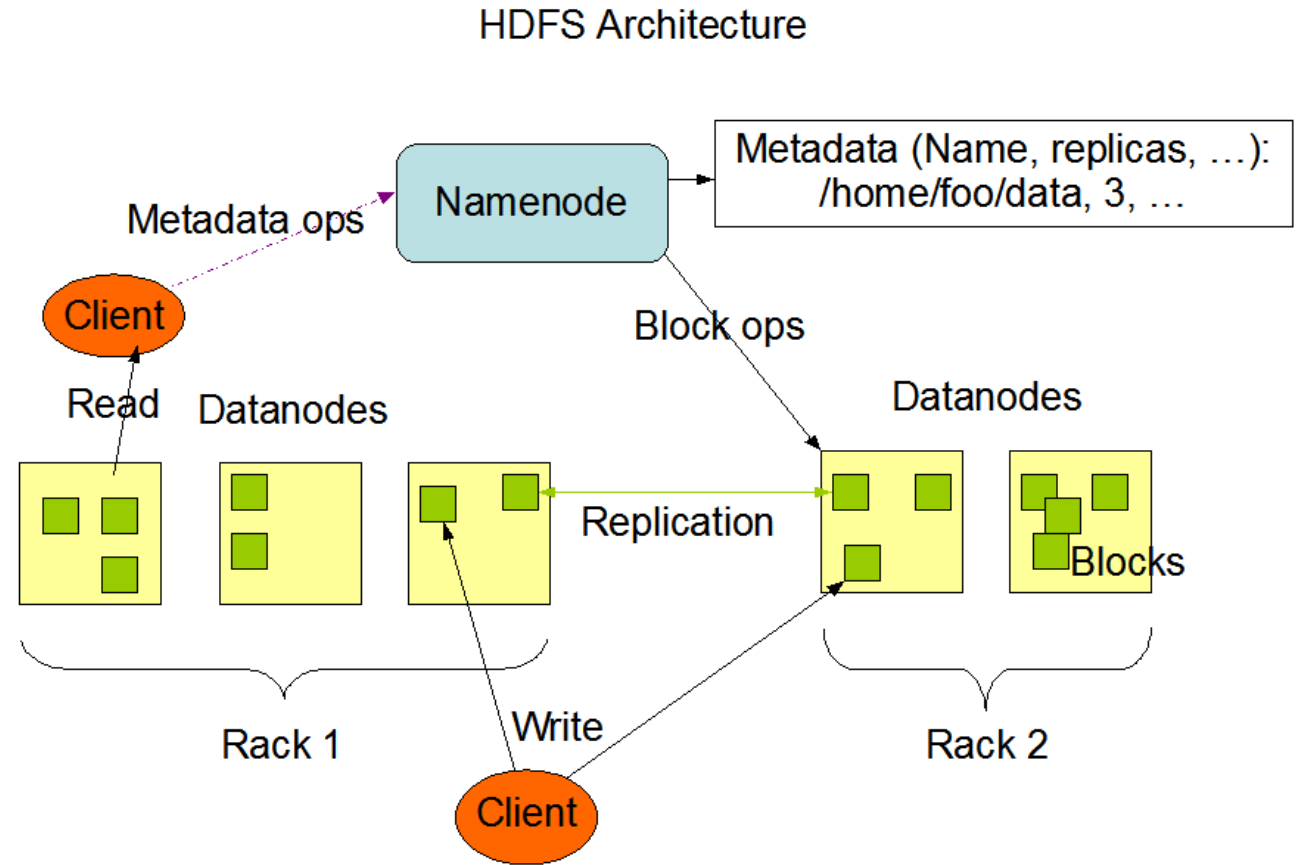 HDFS Architecture
Metadata (Name, replicas, …):
/home/foo/data, 3, …
Namenode
Metadata ops
Client
Block ops
Read
Datanodes
Datanodes
Replication
Blocks
Rack 1
Write
Rack 2
Client